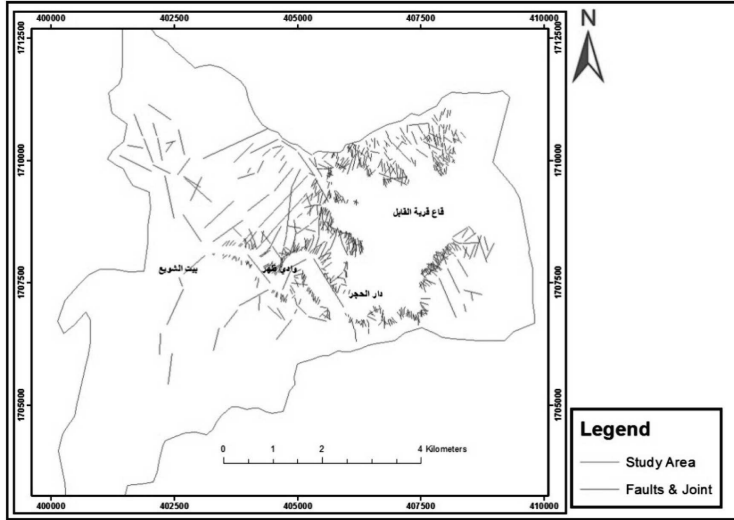 400000 402500 405000 407500 410000
N
1712500 1712500
1710000 1710000
قاع قرية القابل
بيت الشويع وادي ظهر
1707500 1707500
دار الحجر
1705000 1705000
Legend
0 1 2 4 Kilometers
Study Area
Faults & Joint
400000 402500 405000 407500 410000